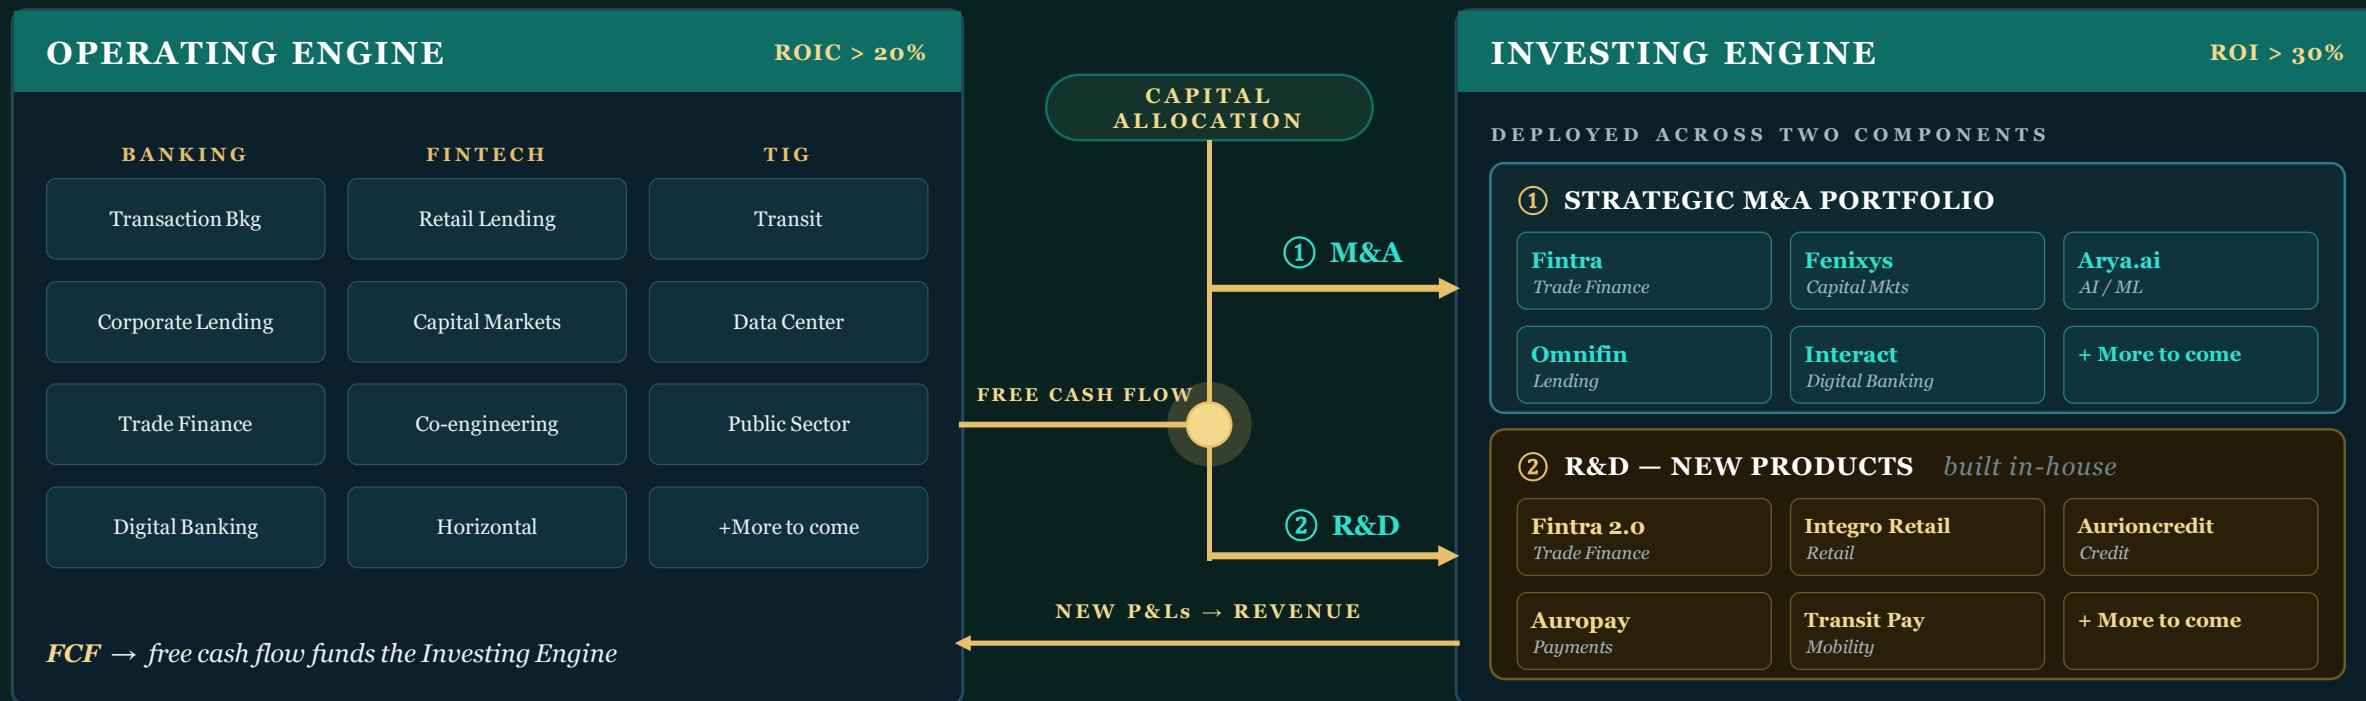 OPERATING ENGINE
ROIC > 20%
BANKING
FINTECH
TIG
Transaction Bkg
Retail Lending
Transit
Corporate Lending
Capital Markets
Data Center
Trade Finance
Co-engineering
Public Sector
Digital Banking
Horizontal
+More to come
FCF → free cash flow funds the Investing Engine
CAPITAL
ALLOCATION
① M&A
FREE CASH FLOW
② R&D
NEW P&Ls → REVENUE
INVESTING ENGINE
ROI > 30%
DEPLOYED ACROSS TWO COMPONENTS
① STRATEGIC M&A PORTFOLIO
Fintra
Trade Finance
Fenixys
Capital Mkts
Arya.ai
AI / ML
Omnifin
Lending
Interact
Digital Banking
+ More to come
② R&D — NEW PRODUCTS built in-house
Fintra 2.0
Trade Finance
Integro Retail
Retail
Aurioncredit
Credit
Auropay
Payments
Transit Pay
Mobility
+ More to come